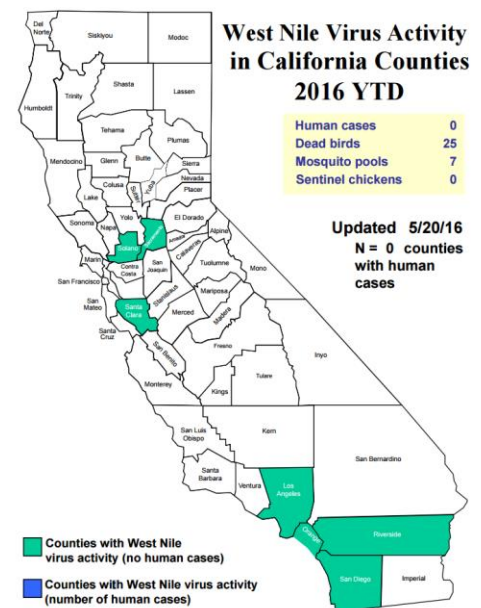 West Nile Virus Activity
in California Counties
2016 YTD
Human cases 0
Dead birds 25
Mosquito pools 7
Sentinel chickens 0
Updated 5/20/16
N = 0 counties
with human
cases
Del
Norte
Siskiyou
Modoc
Humboldt
Trinity
Shasta
Lassen
Tehama
Plumas
Mendocino
Glenn
Butte
Sierra
Nevada
Placer
Colusa
Sutter
Yuba
Lake
Yolo
El Dorado
Sonoma
Napa
Sacramento
Amador
Alpine
Solano
Calaveras
Marin
Contra
Costa
San
Joaquin
Tuolumne
Mono
San Francisco
San
Mateo
Santa
Clara
Stanislaus
Mariposa
Santa
Cruz
Merced
Madera
San Benito
Fresno
Inyo
Monterey
Kings
Tulare
San Luis
Obispo
Kern
San Bernardino
Santa
Barbara
Ventura
Los
Angeles
Orange
Riverside
San Diego
Imperial
Counties with West Nile
virus activity (no human cases)
Counties with West Nile virus activity
(number of human cases)